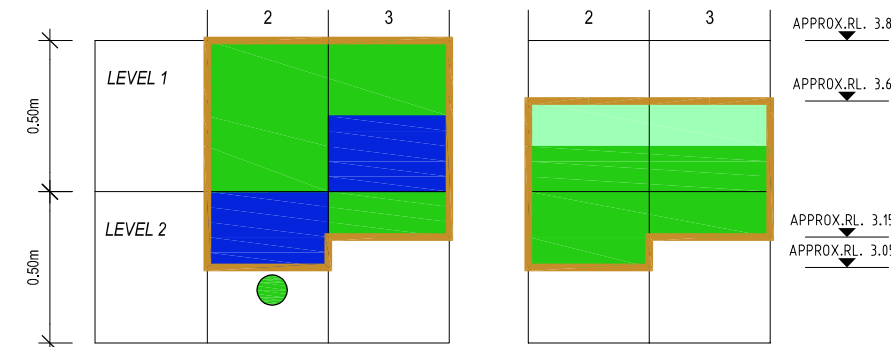 2 3
2 3
APPROX.RL. 3.8
LEVEL 1
APPROX.RL. 3.6
0.50m
LEVEL 2
APPROX.RL. 3.15
APPROX.RL. 3.05
0.50m